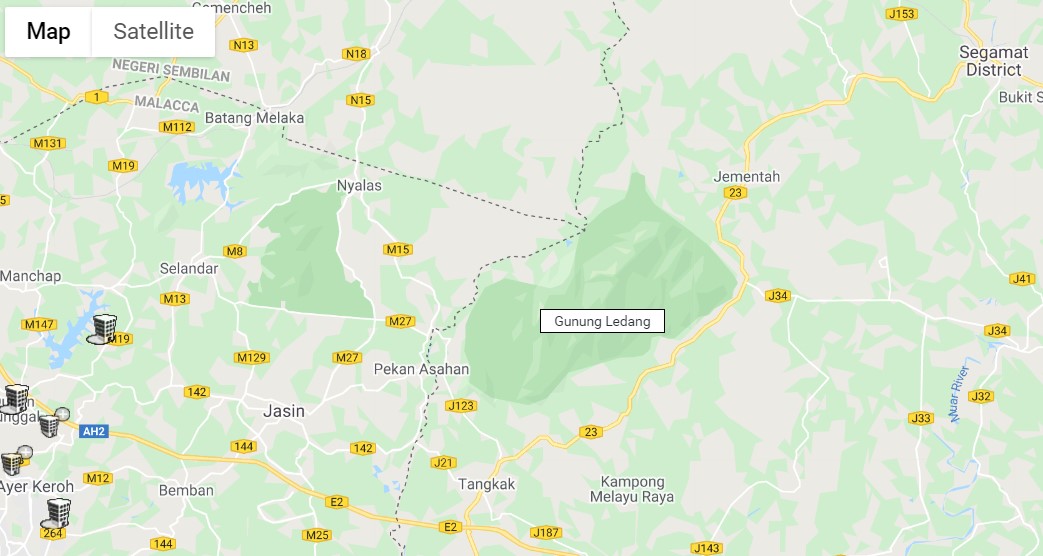 Map
Satellite
Gemencheh
J153
N13
N18
Segamat
District
NEGERI SEMBILAN
1
N15
Bukit S
MALACCA
Batang Melaka
M112
M131
M19
Jementah
Nyalas
23
5
M8
M15
Selandar
Manchap
J41
M13
J34
M147
M27
Gunung Ledang
J34
M19
M129
M27
Pekan Asahan
Muar River
142
J32
J123
Jasin
J33
AH2
23
144
142
J21
M12
Ayer Keroh
Bemban
Tangkak
Kampong
Melayu Raya
E2
E2
264
M25
J187
144
J143